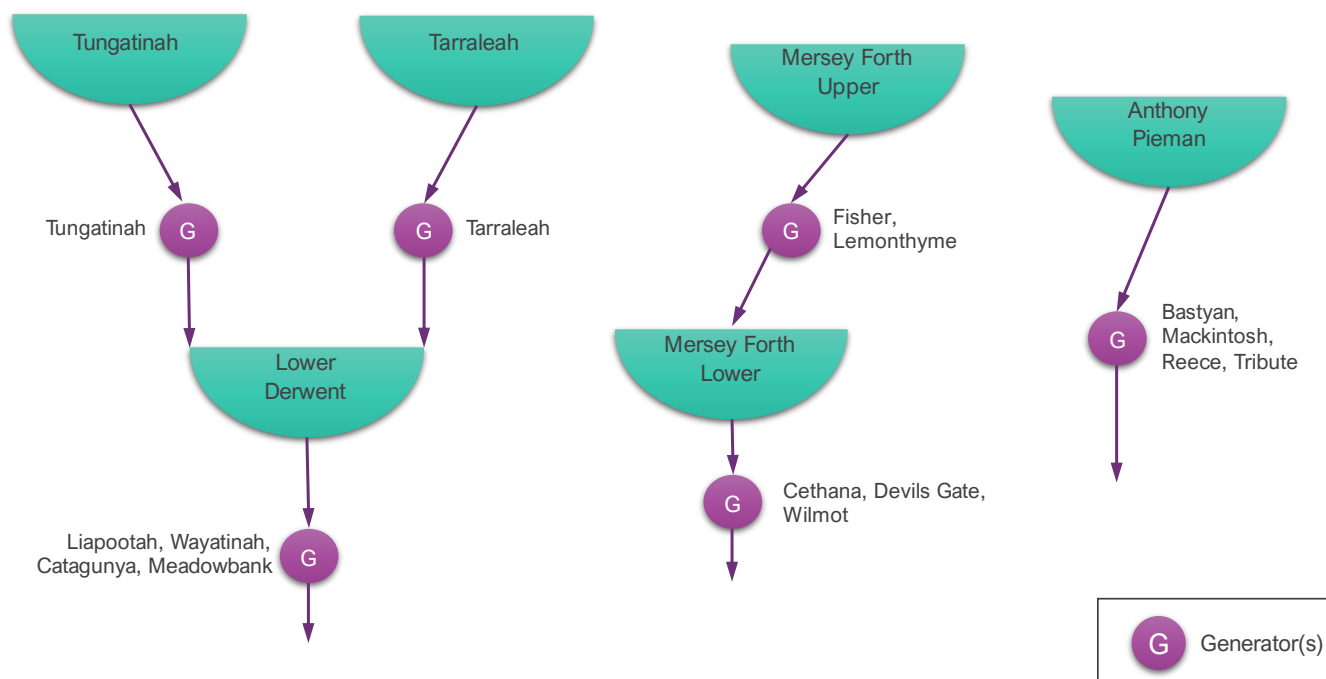 Tungatinah
Tarraleah
Mersey Forth
Upper
Anthony
Pieman
Tungatinah
G
G
Tarraleah
G
Fisher,
Lemonthyme
G
Bastyan,
Mackintosh,
Reece, Tribute
Lower
Derwent
Mersey Forth
Lower
G
Cethana, Devils Gate,
Wilmot
Liapootah, Wayatinah,
Catagunya, Meadowbank
G
G
Generator(s)